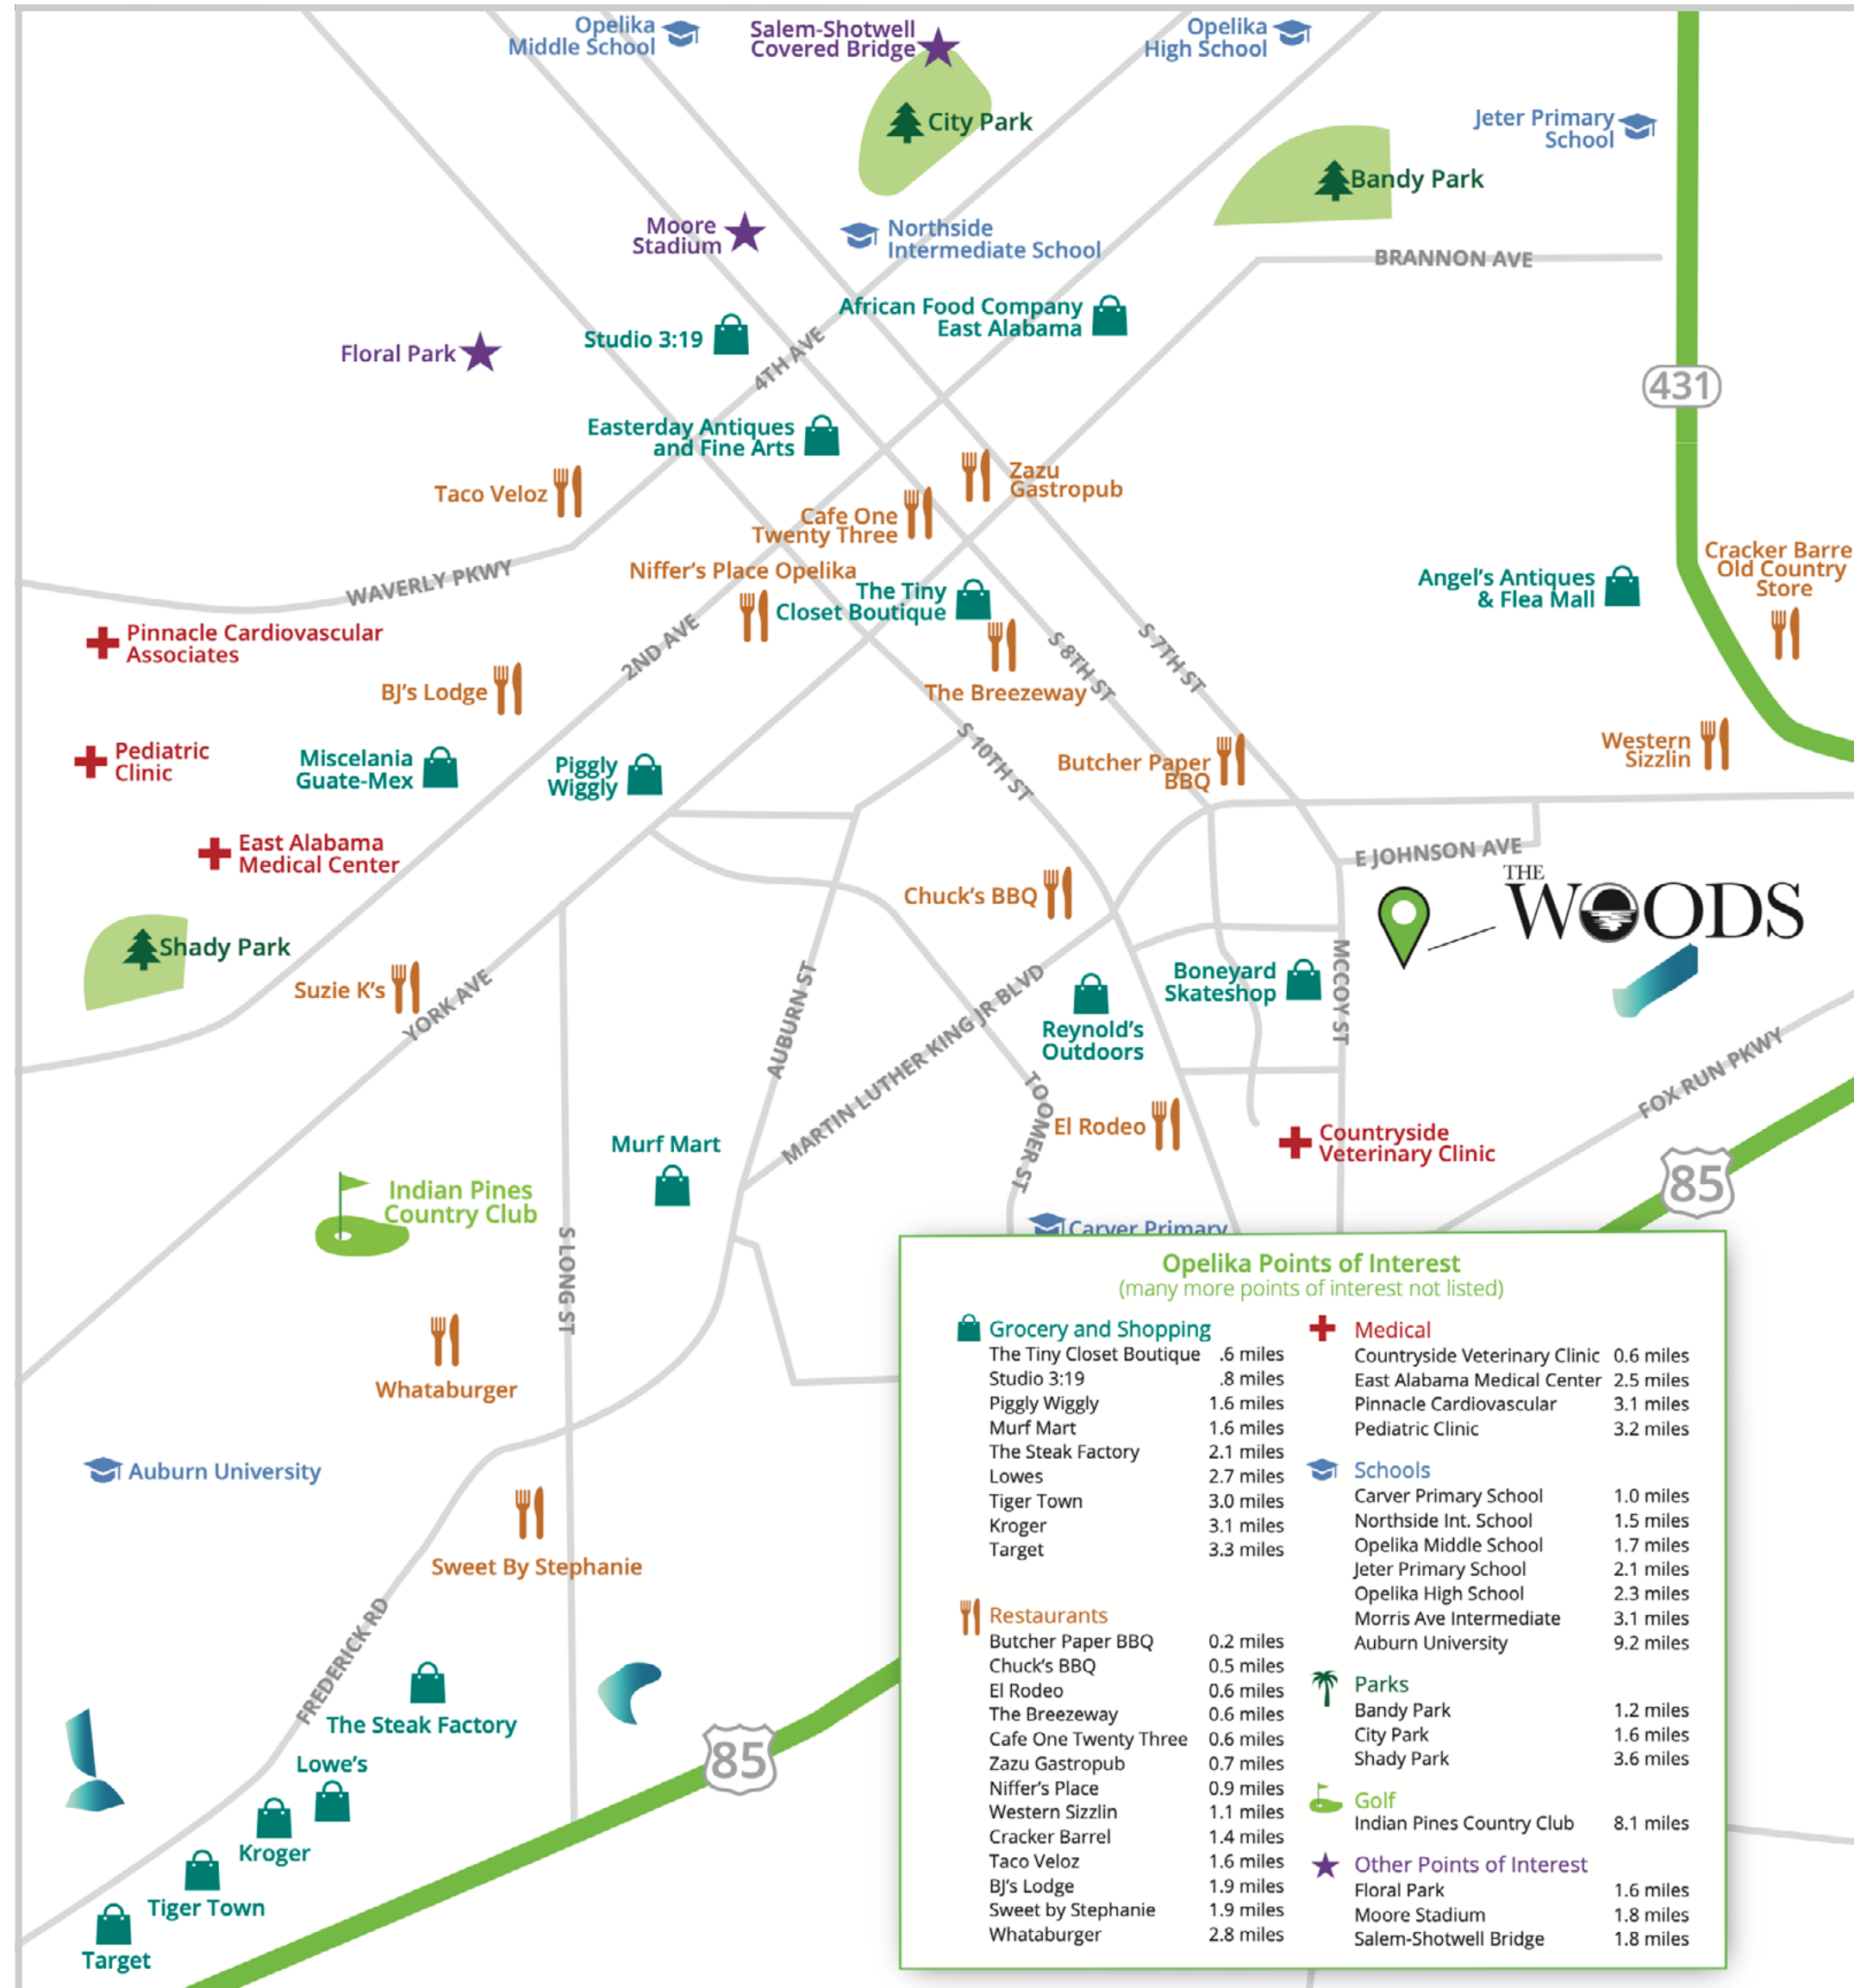 Opelika
Middle School
Salem-Shotwell
Covered Bridge
Opelika
High School
City Park
Jeter Primary
School
Bandy Park
Moore
Stadium
Northside
Intermediate School
BRANNON AVE
African Food Company
East Alabama
Studio 3:19
Floral Park
4TH AVE
431
Easterday Antiques
and Fine Arts
Zazu
Gastropub
Taco Veloz
Cafe One
Twenty Three
Cracker Barre
Old Country
Store
Niffer's Place Opelika
WAVERLY PKWY
The Tiny
Closet Boutique
Angel's Antiques
& Flea Mall
Pinnacle Cardiovascular
Associates
2ND AVE
S 8TH ST
S 7TH ST
BJ's Lodge
The Breezeway
Pediatric
Clinic
Miscelania
Guate-Mex
Piggly
Wiggly
S 10TH ST
Butcher Paper
BBQ
Western
Sizzlin
East Alabama
Medical Center
E JOHNSON AVE
THE
WOODS
Chuck's BBQ
Shady Park
Suzie K's
YORK AVE
AUBURN ST
MARTIN LUTHER KING JR BLVD
Boneyard
Skateshop
MCCOY ST
Reynold's
Outdoors
FOX RUN PKWY
TOOMER ST
El Rodeo
Countryside
Veterinary Clinic
Murf Mart
85
Indian Pines
Country Club
S LONG ST
Carver Primary
Whataburger
Auburn University
Sweet By Stephanie
FREDERICK RD
The Steak Factory
85
Lowe's
Kroger
Tiger Town
Target
Opelika Points of Interest
(many more points of interest not listed)
Grocery and Shopping
The Tiny Closet Boutique .6 miles
Studio 3:19 .8 miles
Piggly Wiggly 1.6 miles
Murf Mart 1.6 miles
The Steak Factory 2.1 miles
Lowes 2.7 miles
Tiger Town 3.0 miles
Kroger 3.1 miles
Target 3.3 miles
Restaurants
Butcher Paper BBQ 0.2 miles
Chuck's BBQ 0.5 miles
El Rodeo 0.6 miles
The Breezeway 0.6 miles
Cafe One Twenty Three 0.6 miles
Zazu Gastropub 0.7 miles
Niffer's Place 0.9 miles
Western Sizzlin 1.1 miles
Cracker Barrel 1.4 miles
Taco Veloz 1.6 miles
BJ's Lodge 1.9 miles
Sweet by Stephanie 1.9 miles
Whataburger 2.8 miles
Medical
Countryside Veterinary Clinic 0.6 miles
East Alabama Medical Center 2.5 miles
Pinnacle Cardiovascular 3.1 miles
Pediatric Clinic 3.2 miles
Schools
Carver Primary School 1.0 miles
Northside Int. School 1.5 miles
Opelika Middle School 1.7 miles
Jeter Primary School 2.1 miles
Opelika High School 2.3 miles
Morris Ave Intermediate 3.1 miles
Auburn University 9.2 miles
Parks
Bandy Park 1.2 miles
City Park 1.6 miles
Shady Park 3.6 miles
Golf
Indian Pines Country Club 8.1 miles
Other Points of Interest
Floral Park 1.6 miles
Moore Stadium 1.8 miles
Salem-Shotwell Bridge 1.8 miles